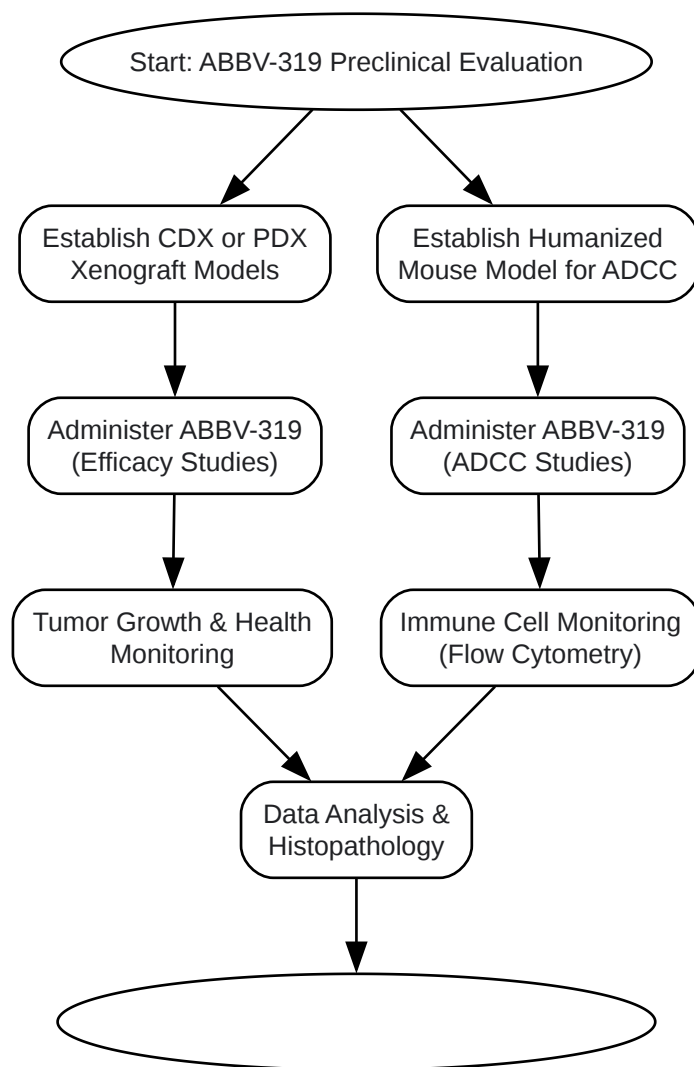 Start: ABBV-319 Preclinical Evaluation
Establish CDX or PDX
Xenograft Models
Establish Humanized
Mouse Model for ADCC
Administer ABBV-319
(Efficacy Studies)
Administer ABBV-319
(ADCC Studies)
Tumor Growth & Health
Monitoring
Immune Cell Monitoring
(Flow Cytometry)
Data Analysis &
Histopathology